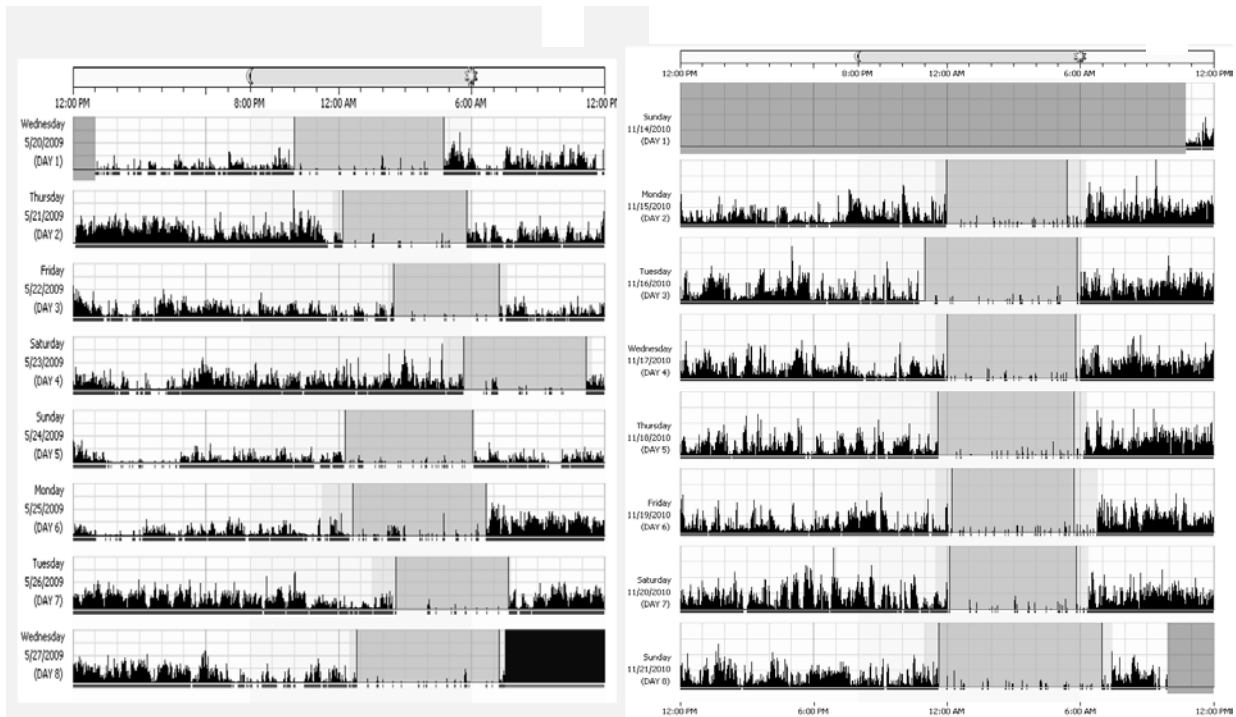 12:00 PM 8:00 PM 12:00 AM 6:00 AM 12:00 PM
Wednesday
5/20/2009
(DAY 1)
Thursday
5/21/2009
(DAY 2)
Friday
5/22/2009
(DAY 3)
Saturday
5/23/2009
(DAY 4)
Sunday
5/24/2009
(DAY 5)
Monday
5/25/2009
(DAY 6)
Tuesday
5/26/2009
(DAY 7)
Wednesday
5/27/2009
(DAY 8)
12:00 PM 8:00 PM 12:00 AM 6:00 AM 12:00 PM
Sunday
11/14/2010
(DAY 1)
Monday
11/15/2010
(DAY 2)
Tuesday
11/16/2010
(DAY 3)
Wednesday
11/17/2010
(DAY 4)
Thursday
11/18/2010
(DAY 5)
Friday
11/19/2010
(DAY 6)
Saturday
11/20/2010
(DAY 7)
Sunday
11/21/2010
(DAY 8)
12:00 PM 6:00 PM 12:00 AM 6:00 AM 12:00 PM